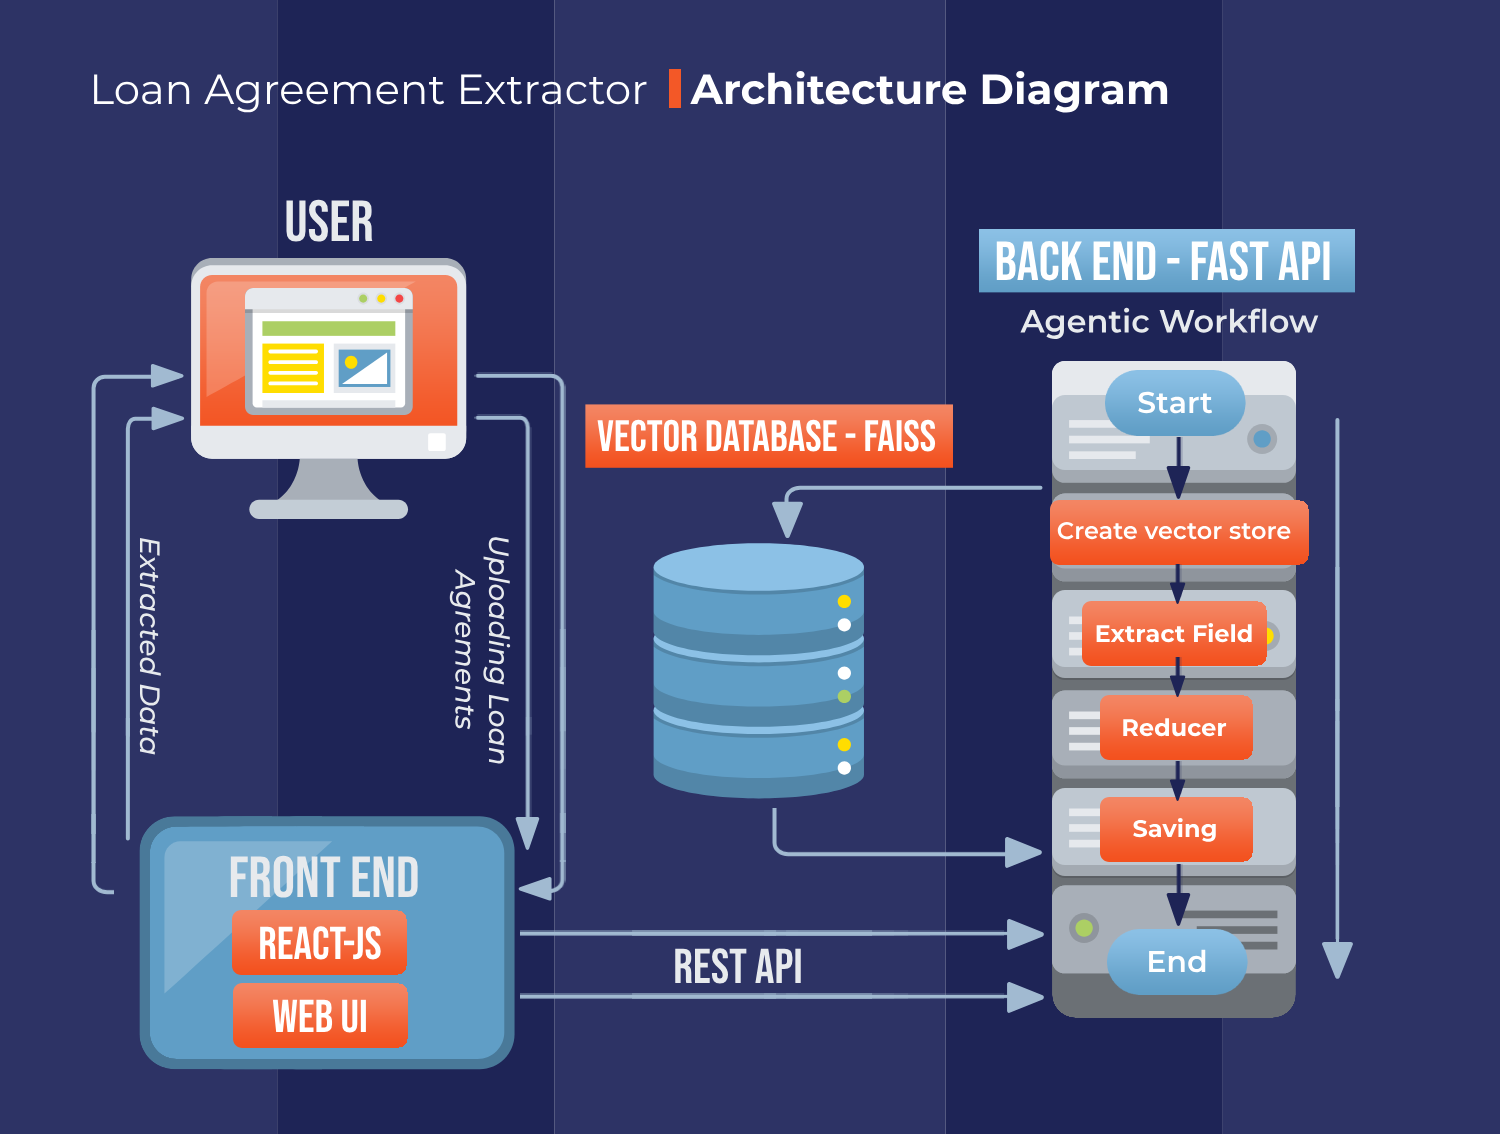 Loan Agreement Extractor Architecture Diagram
USER
BACK END - FAST API
Agentic Workflow
Start
VECTOR DATABASE - FAISS
Create vector store
Extract Field
Reducer
Saving
End
Extracted Data
Uploading Loan
Agrements
FRONT END
REACT-JS
WEB UI
REST API